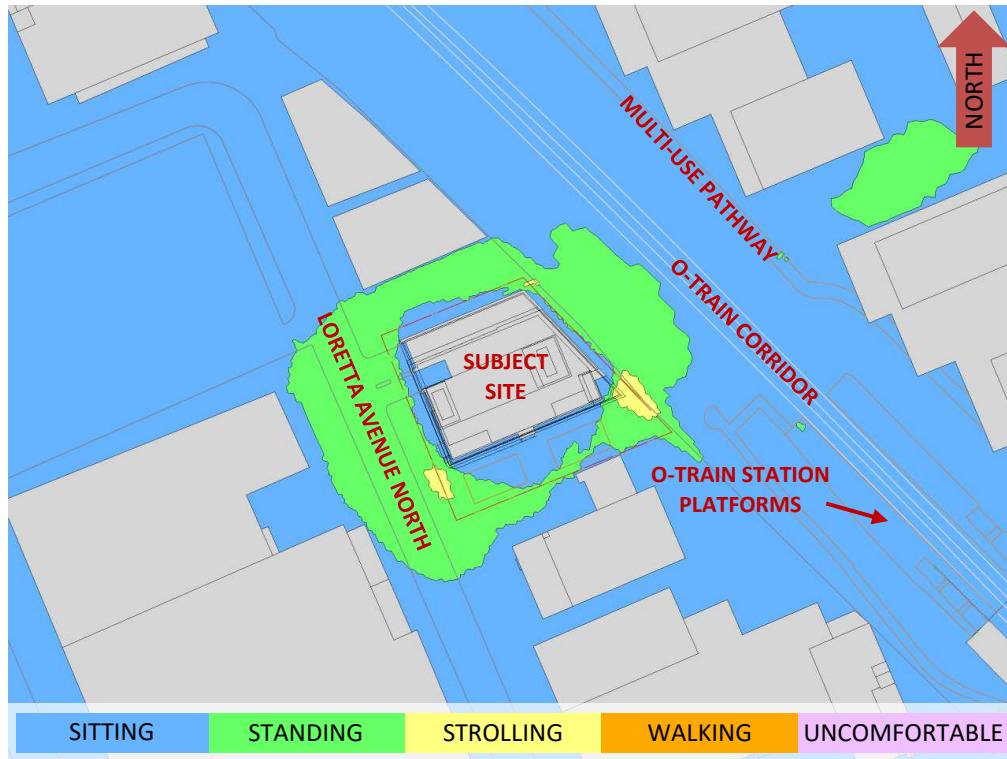 NORTH
MULTI-USE PATHWAY
O-TRAIN CORRIDOR
LORETTA AVENUE NORTH
SUBJECT
SITE
O-TRAIN STATION
PLATFORMS
SITTING
STANDING
STROLLING
WALKING
UNCOMFORTABLE